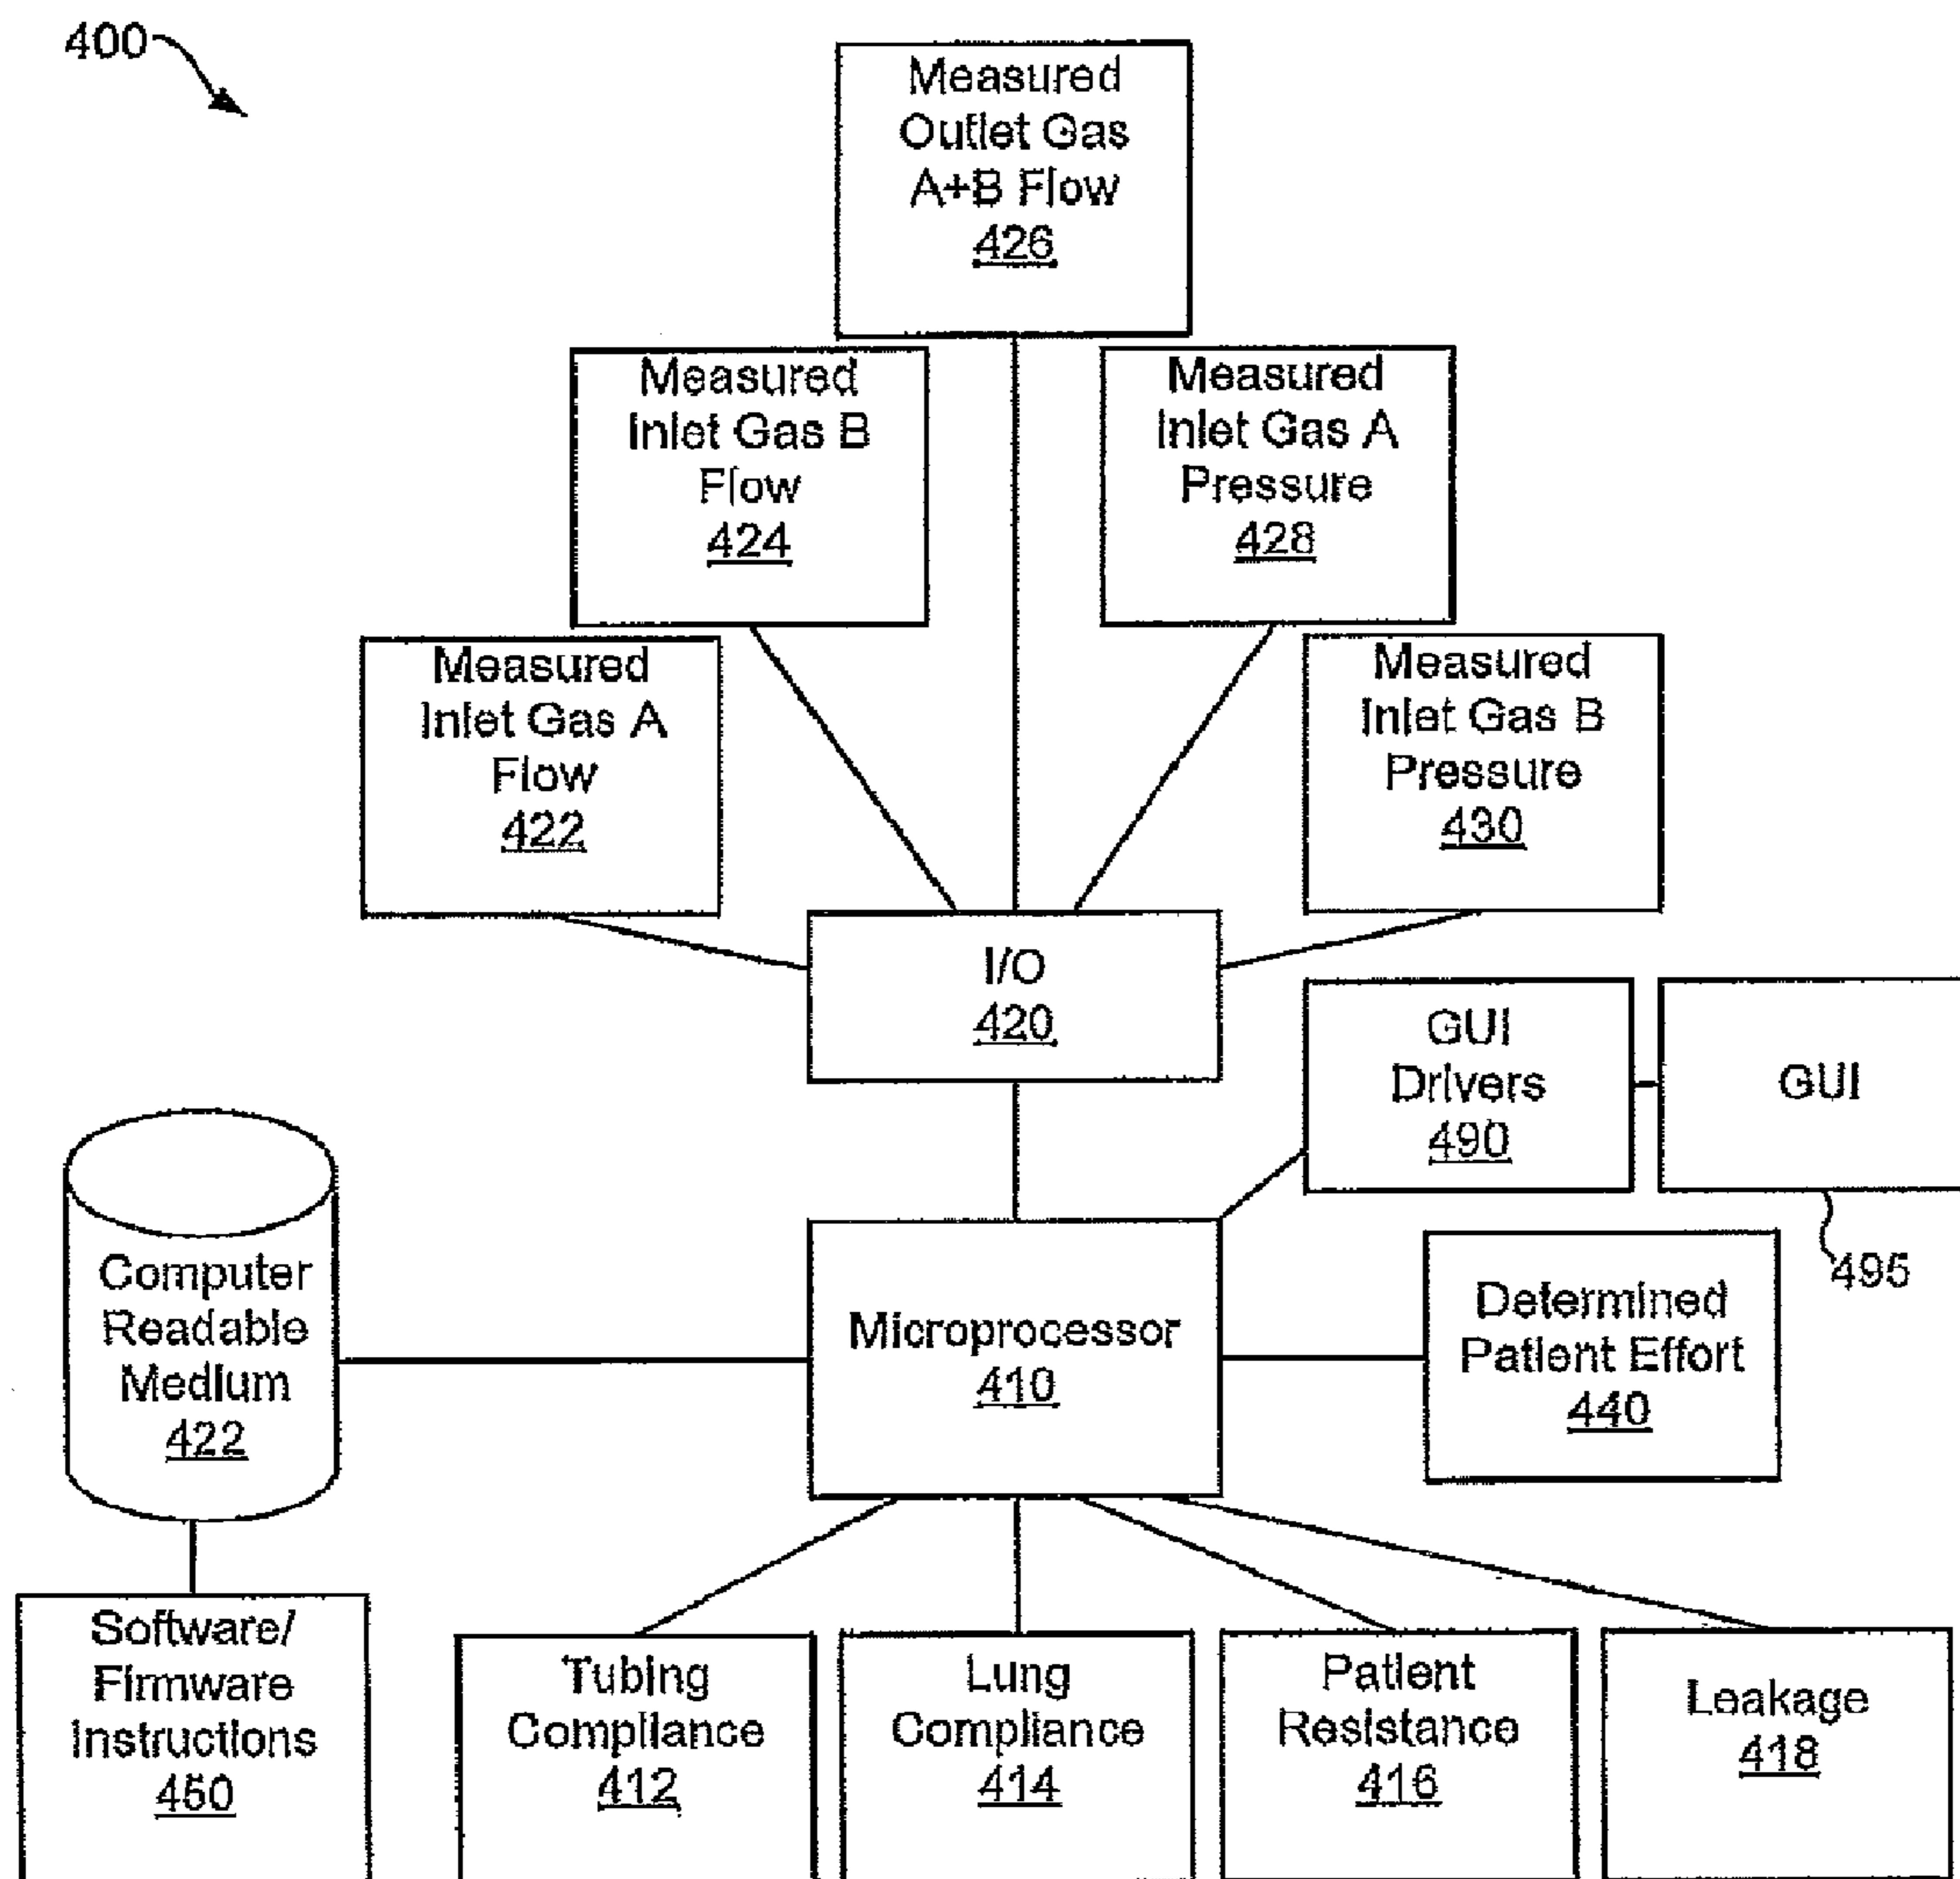 400
Measured
Outlet Gas
A+B Flow
426
Measured
Inlet Gas B
Flow
424
Measured
Inlet Gas A
Pressure
428
Measured
Inlet Gas A
Flow
422
Measured
Inlet Gas B
Pressure
430
I/O
420
GUI
Drivers
490
GUI
495
Computer
Readable
Medium
422
Microprocessor
410
Determined
Patient Effort
440
Software/
Firmware
Instructions
450
Tubing
Compliance
412
Lung
Compliance
414
Patient
Resistance
416
Leakage
418